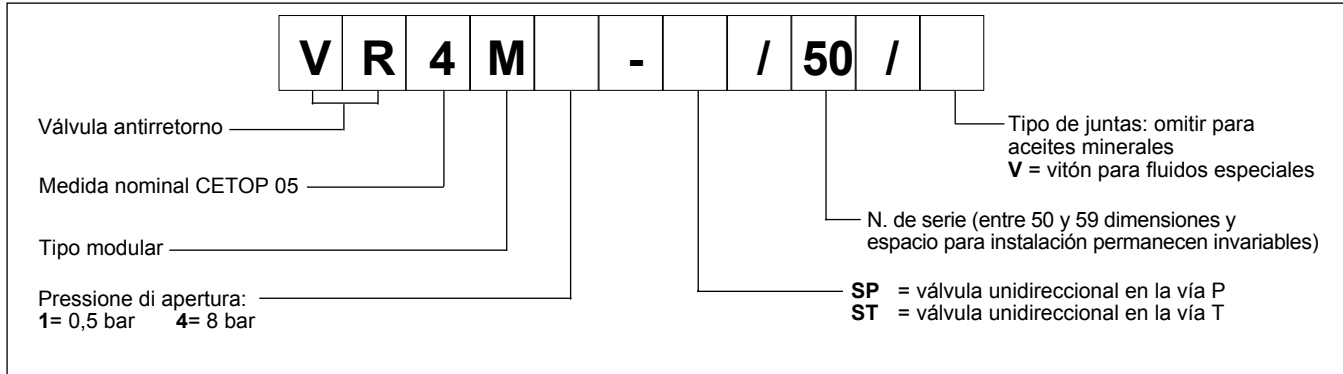 V R 4 M - / 50 /
Válvula antirretorno
Medida nominal CETOP 05
Tipo modular
Pressione di apertura:
1= 0,5 bar 4= 8 bar
Tipo de juntas: omitir para
aceites minerales
V = vitón para fluidos especiales
N. de serie (entre 50 y 59 dimensiones y
espacio para instalación permanecen invariables)
SP = válvula unidireccional en la vía P
ST = válvula unidireccional en la vía T